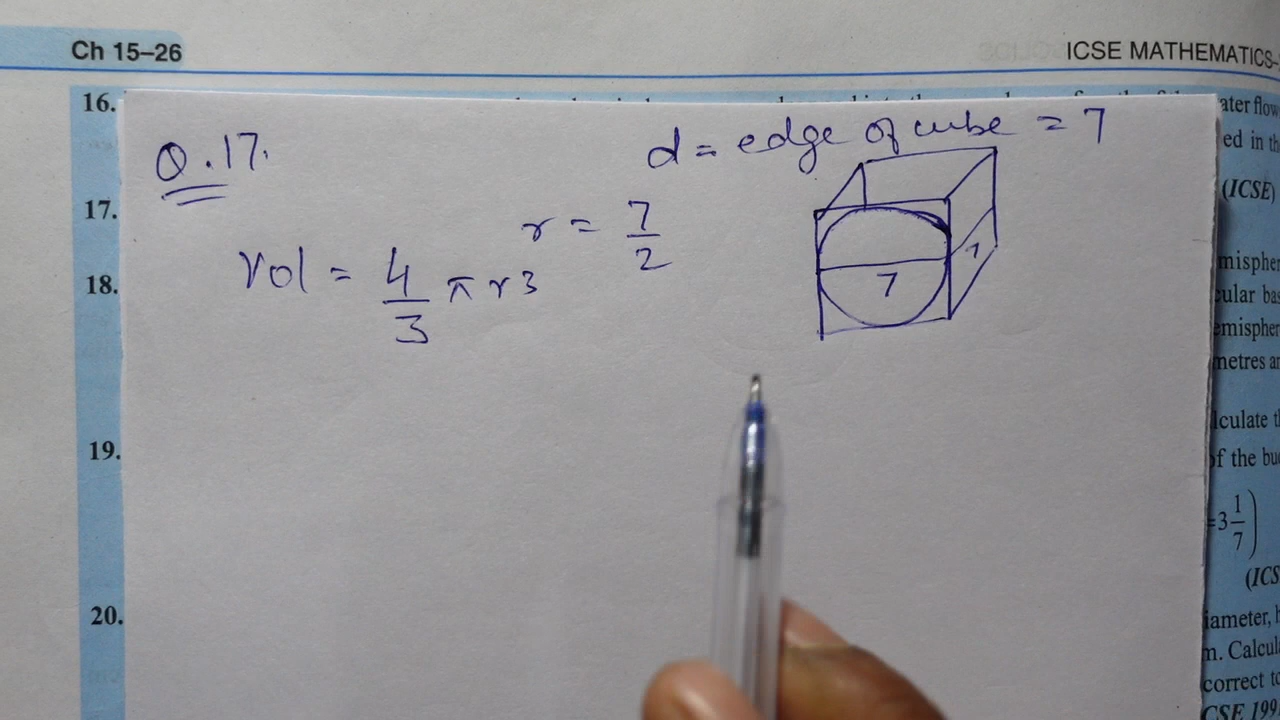 Ch 15–26
ICSE MATHEMATICS-
16.
ater flow
Q.17.
d = edge of cube = 7
ed in th
(ICSE)
17.
r = 7/2
Vol = 4/3 π r3
7
7
18.
mispher
cular bas
emispher
metres ar
19.
lculate t
of the bu
=3 1/7)
(ICS
20.
iameter, h
m. Calcul
correct to
CSE 199